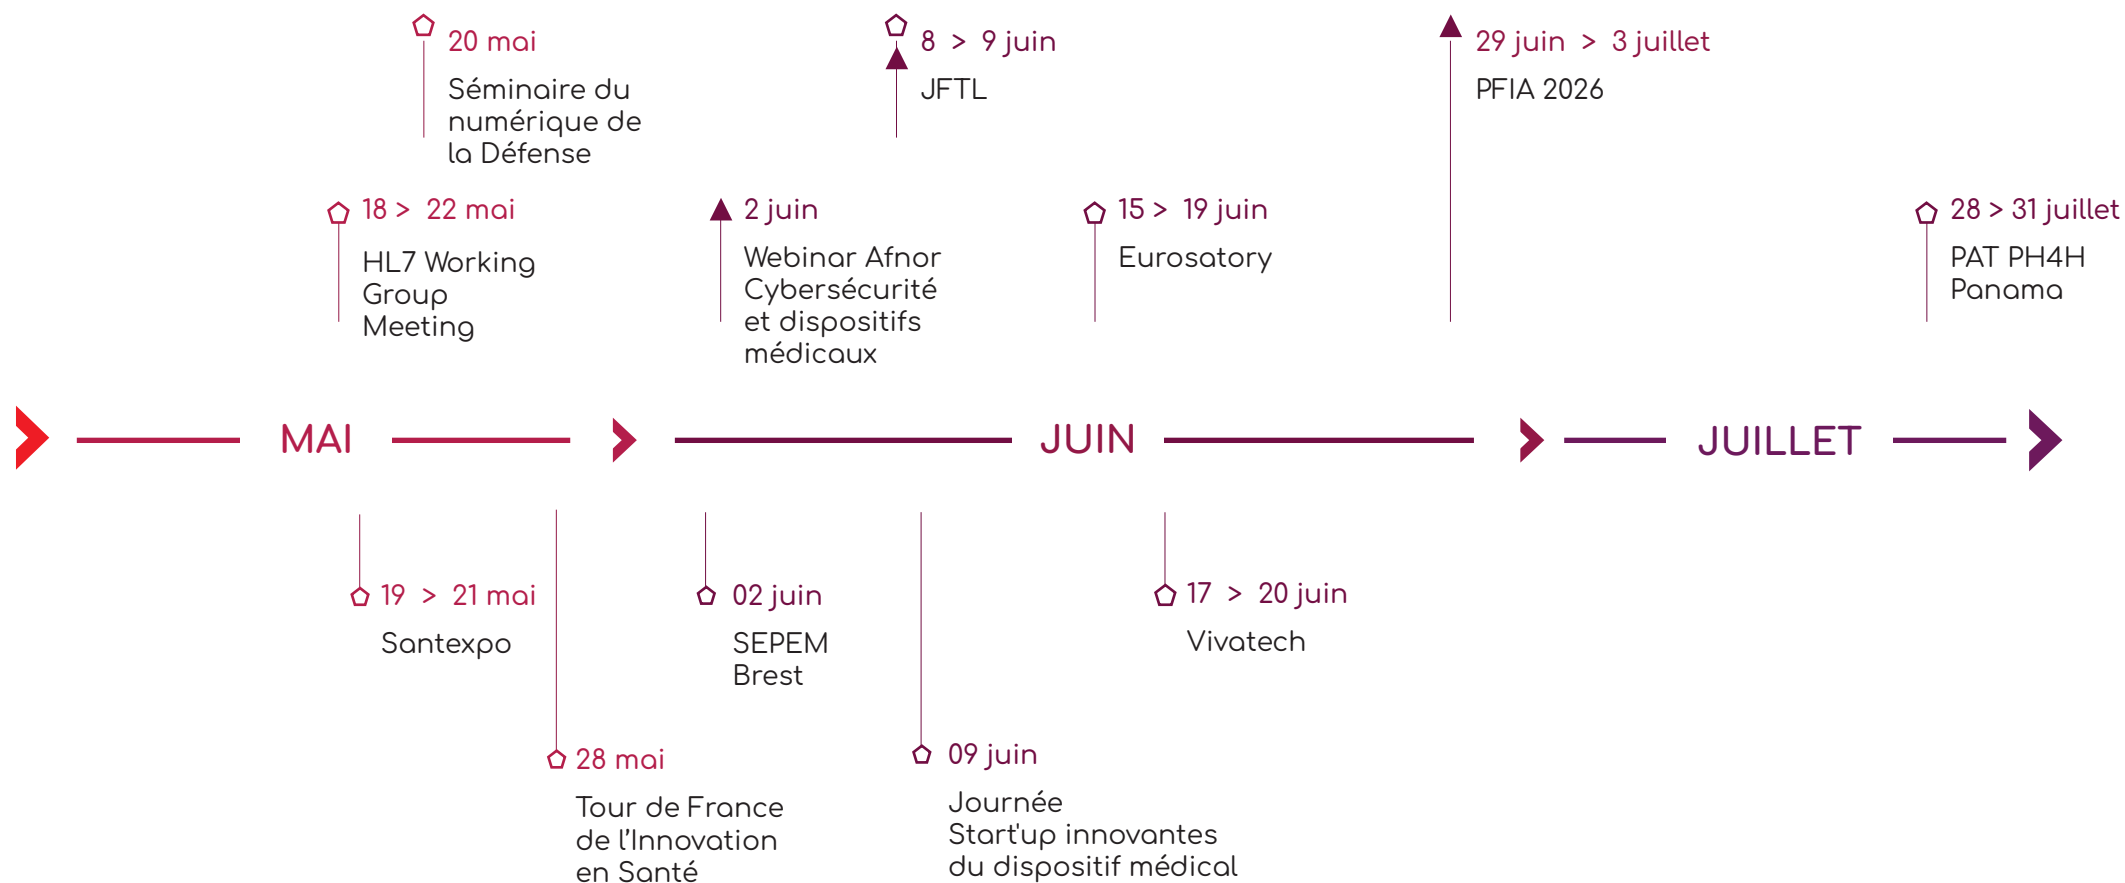 20 mai
Séminaire du
numérique de
la Défense
8 > 9 juin
JFTL
29 juin > 3 juillet
PFIA 2026
18 > 22 mai
HL7 Working
Group
Meeting
2 juin
Webinar Afnor
Cybersécurité
et dispositifs
médicaux
15 > 19 juin
Eurosatory
28 > 31 juillet
PAT PH4H
Panama
MAI
JUIN
JUILLET
19 > 21 mai
Santexpo
02 juin
SEPEM
Brest
17 > 20 juin
Vivatech
28 mai
Tour de France
de l’Innovation
en Santé
09 juin
Journée
Start'up innovantes
du dispositif médical